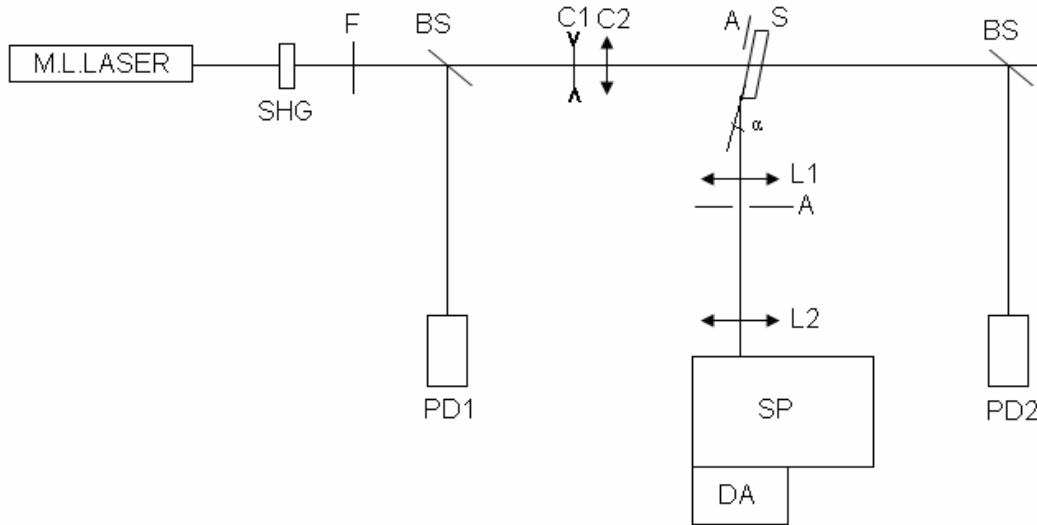 M.L.LASER
SHG
F
BS
C1 C2
A S
BS
α
L1
A
L2
PD1
SP
DA
PD2